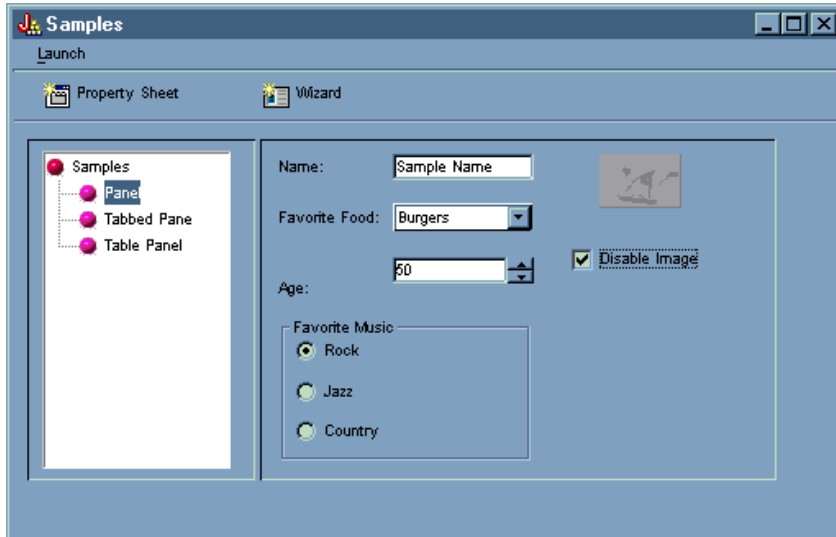 Samples
Launch
Property Sheet
Wizard
Samples
Panel
Tabbed Pane
Table Panel
Name:
Sample Name
Favorite Food:
Burgers
Disable Image
Age:
50
Favorite Music
Rock
Jazz
Country